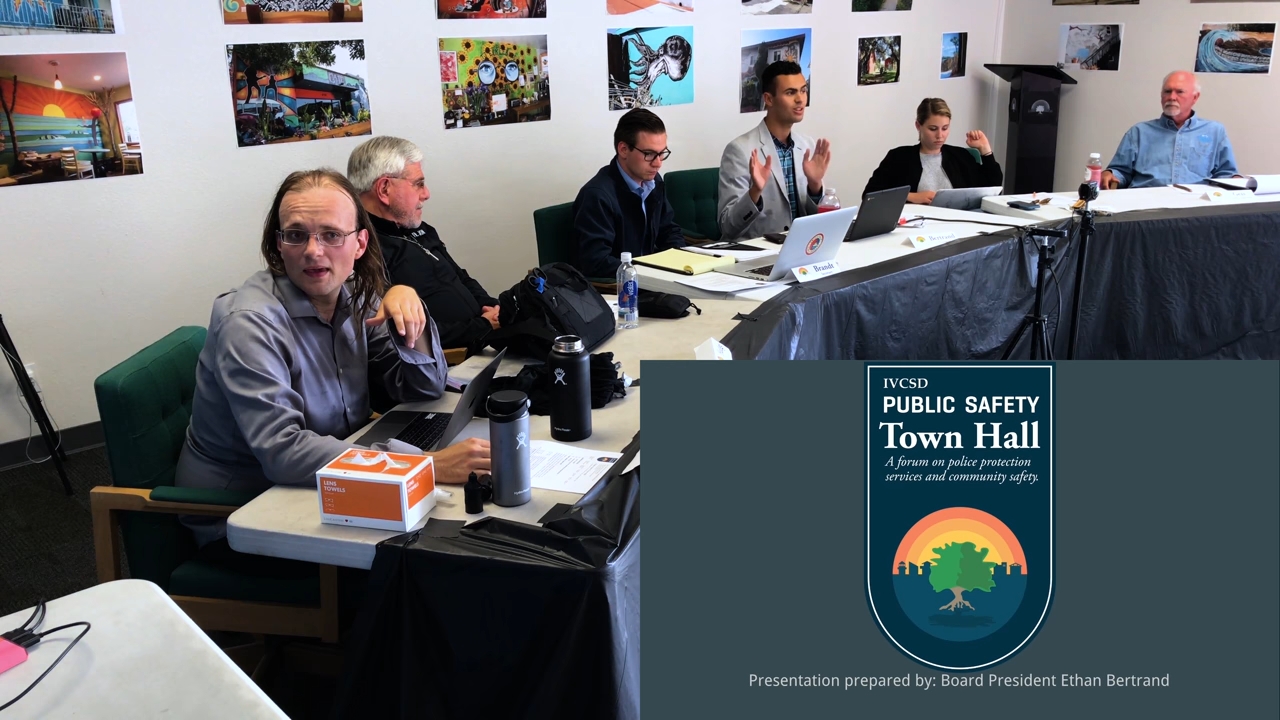 Brandt
Bertrand
LENS
TOWELS
IVCSD
PUBLIC SAFETY
Town Hall
A forum on police protection
services and community safety.
Presentation prepared by: Board President Ethan Bertrand